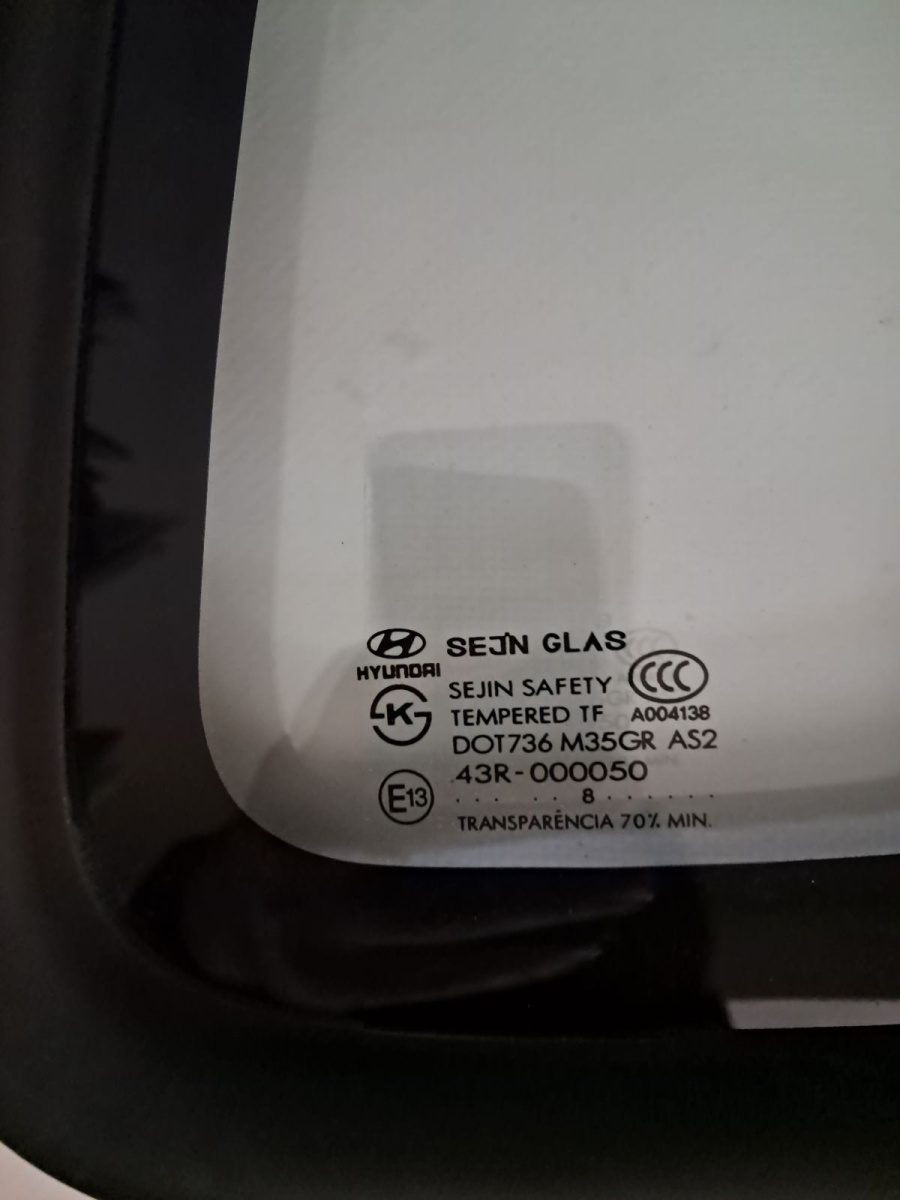 SEJIN GLAS
HYUNDAI
SEJIN SAFETY
CCC
K
TEMPERED TF A004138
DOT736 M35GR AS2
43R-000050
E13
. . . . . 8 . . . . . .
TRANSPARÊNCIA 70% MIN.